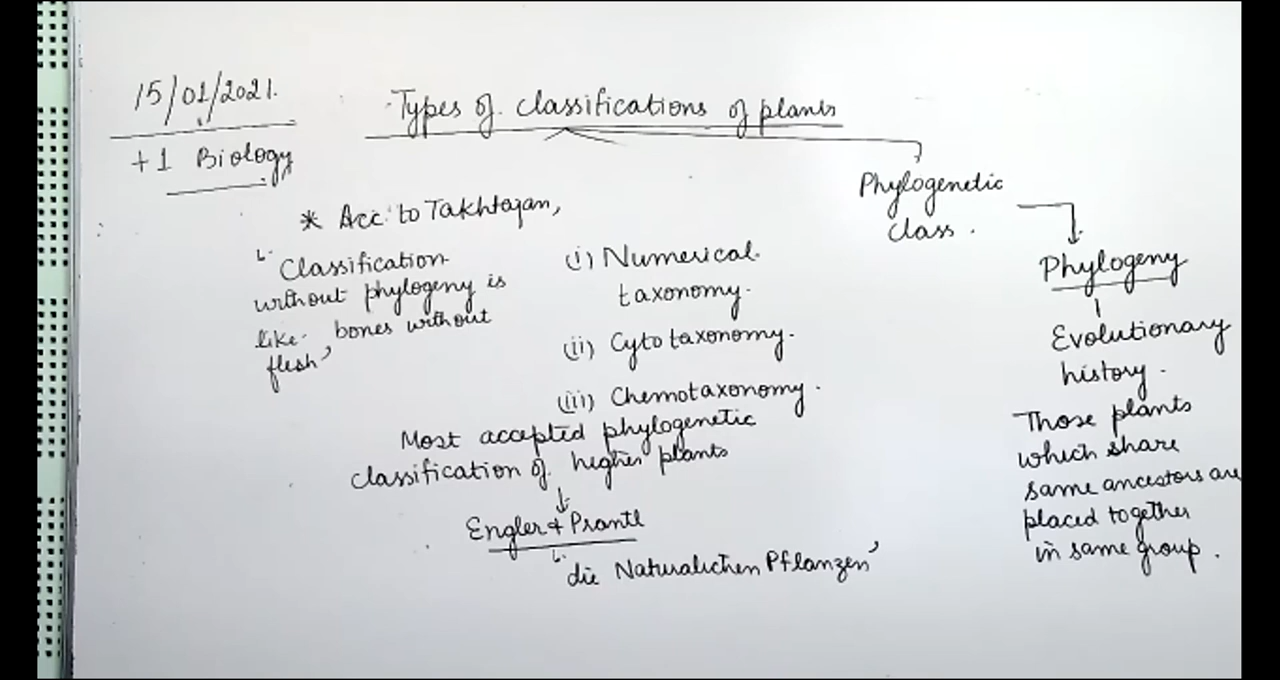 15/01/2021.
+1 Biology
Types of classifications of plants
Phylogenetic
class.
* Acc. to Takhtajan,
"Classification
without phylogeny is
like bones without
flesh"
(i) Numerical
taxonomy.
(ii) Cytotaxonomy.
(iii) Chemotaxonomy.
Most accepted phylogenetic
classification of higher plants
↓
Engler & Prantl
"die Naturalichen Pflanzen"
Phylogeny
Evolutionary
history.
Those plants
which share
same ancestors are
placed together
in same group.